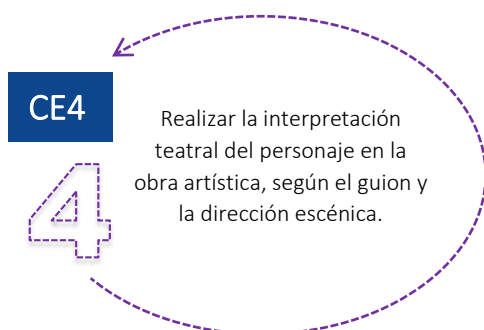 CE4
4
Realizar la interpretación
teatral del personaje en la
obra artística, según el guion y
la dirección escénica.